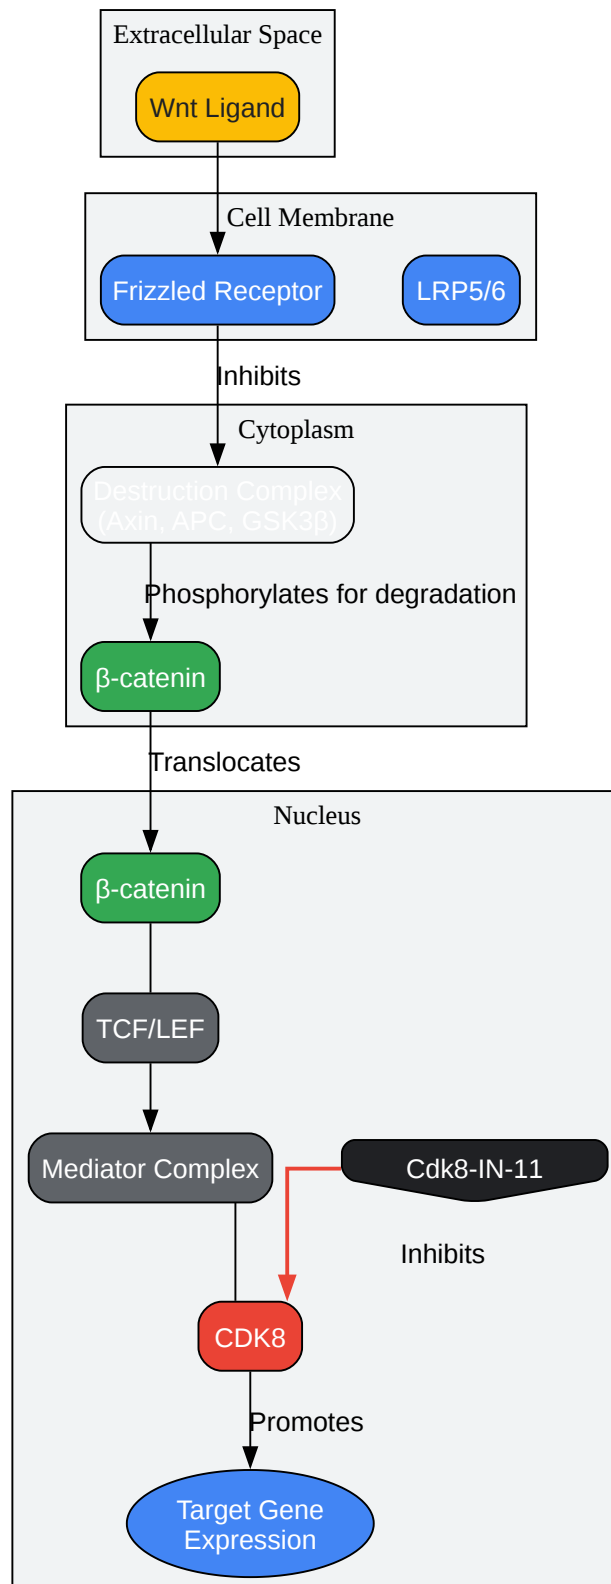 Extracellular Space
Wnt Ligand
Cell Membrane
Frizzled Receptor
LRP5/6
Inhibits
Cytoplasm
Destruction Complex
(Axin, APC, GSK3β)
Phosphorylates for degradation
β-catenin
Translocates
Nucleus
β-catenin
TCF/LEF
Mediator Complex
Cdk8-IN-11
Inhibits
CDK8
Promotes
Target Gene
Expression